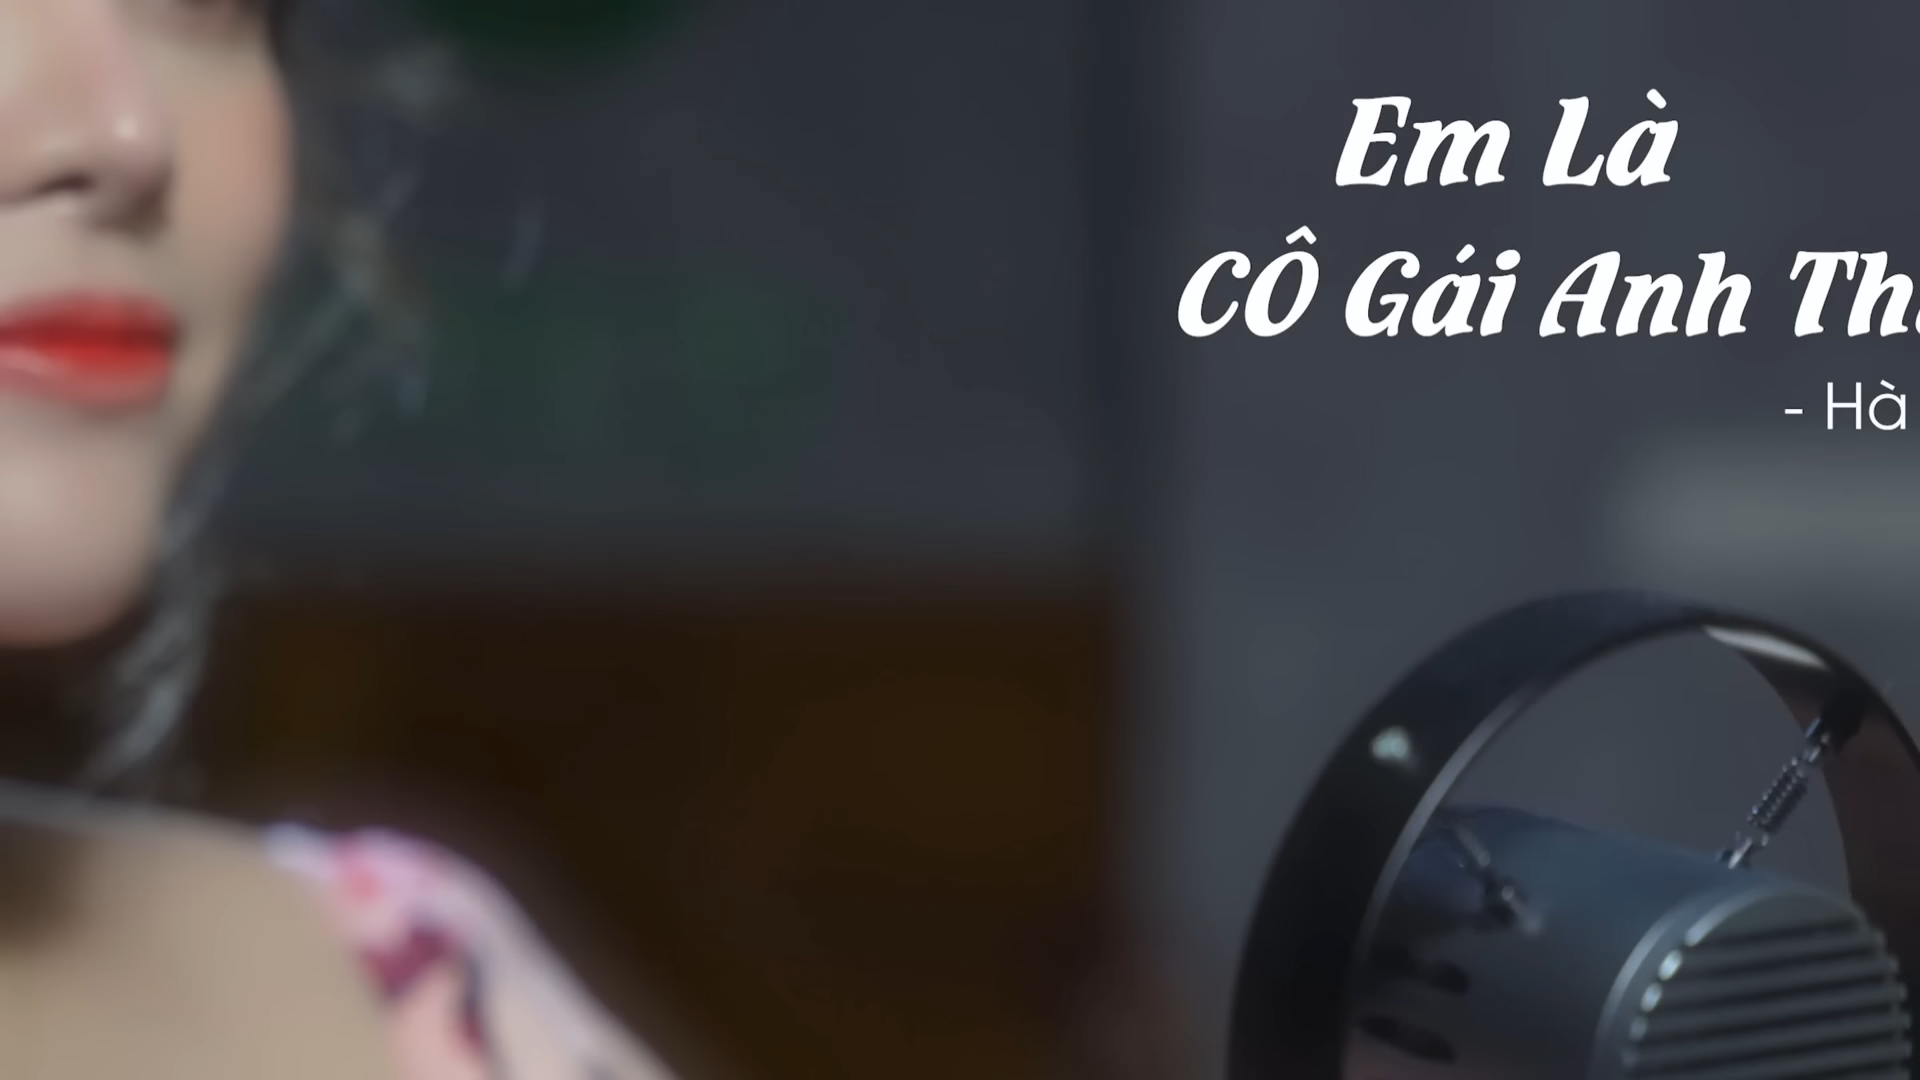 Em Là
CÔ Gái Anh
- Hà